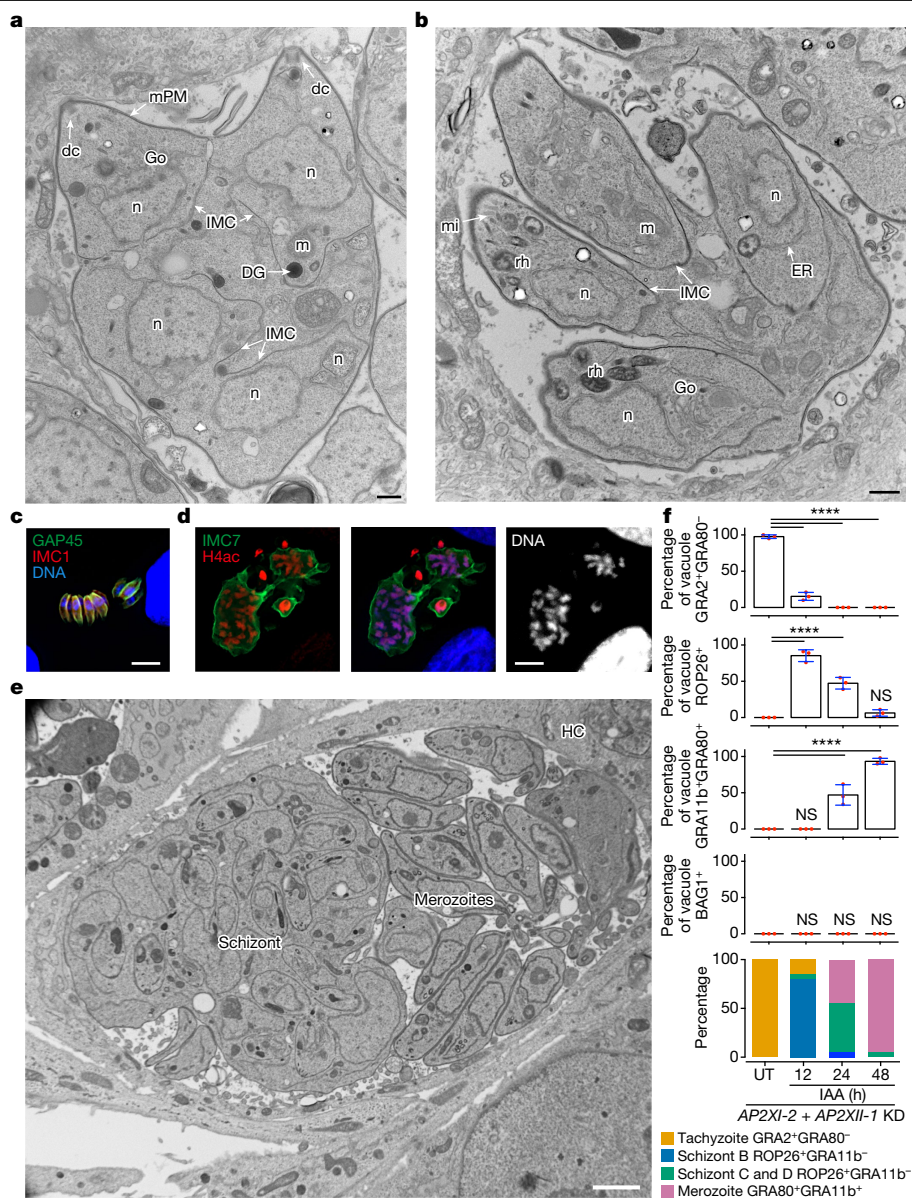 a
mPM
dc
dc
Go
n
n
IMC
m
DG
n
IMC
n
n
b
mi
rh
n
m
n
ER
IMC
rh
Go
n
c
GAP45
IMC1
DNA
d
IMC7
H4ac
DNA
e
HC
Merozoites
Schizont
f
Percentage
of vacuole
GRA2⁺GRA80⁻
100
50
0
****
Percentage
of vacuole
ROP26⁺
100
50
0
****
NS
Percentage
of vacuole
GRA11b⁺GRA80⁺
100
50
0
****
NS
Percentage
of vacuole
BAG1⁺
100
50
0
NS NS NS
Percentage
100
50
0
UT 12 24 48
IAA (h)
AP2XI-2 + AP2XII-1 KD
Tachyzoite GRA2⁺GRA80⁻
Schizont B ROP26⁺GRA11b⁻
Schizont C and D ROP26⁺GRA11b⁻
Merozoite GRA80⁺GRA11b⁺